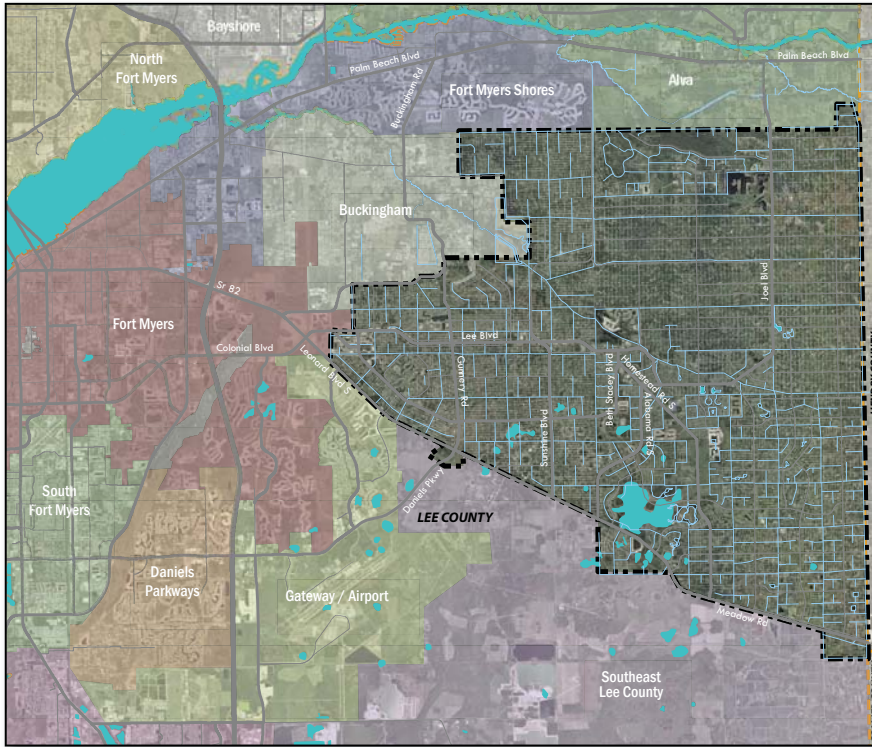 Bayshore
North
Fort Myers
Palm Beach Blvd
Palm Beach Blvd
Buckingham Rd
Fort Myers Shores
Alva
Buckingham
Sr 82
Joel Blvd
Fort Myers
Lee Blvd
Colonial Blvd
Leonard Blvd S
Gunnery Rd
Beth Stacey Blvd
Homestead Rd S
Alabama Rd S
Sunshine Blvd
South
Fort Myers
Daniels Pkwy
LEE COUNTY
Daniels
Parkways
Gateway / Airport
Meadow Rd
Southeast
Lee County